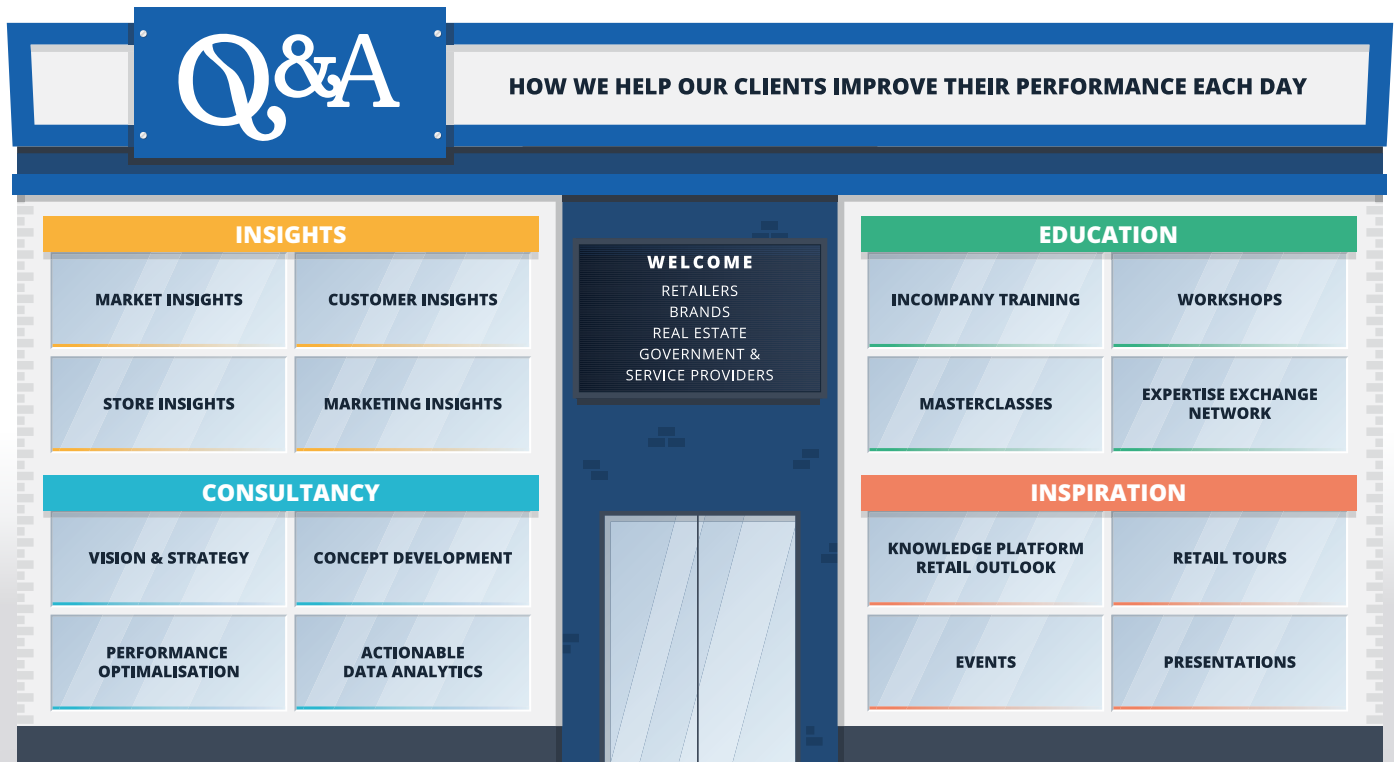 Q&A
HOW WE HELP OUR CLIENTS IMPROVE THEIR PERFORMANCE EACH DAY
INSIGHTS
MARKET INSIGHTS
CUSTOMER INSIGHTS
STORE INSIGHTS
MARKETING INSIGHTS
CONSULTANCY
VISION & STRATEGY
CONCEPT DEVELOPMENT
PERFORMANCE
OPTIMALISATION
ACTIONABLE
DATA ANALYTICS
WELCOME
RETAILERS
BRANDS
REAL ESTATE
GOVERNMENT &
SERVICE PROVIDERS
EDUCATION
INCOMPANY TRAINING
WORKSHOPS
MASTERCLASSES
EXPERTISE EXCHANGE
NETWORK
INSPIRATION
KNOWLEDGE PLATFORM
RETAIL OUTLOOK
RETAIL TOURS
EVENTS
PRESENTATIONS